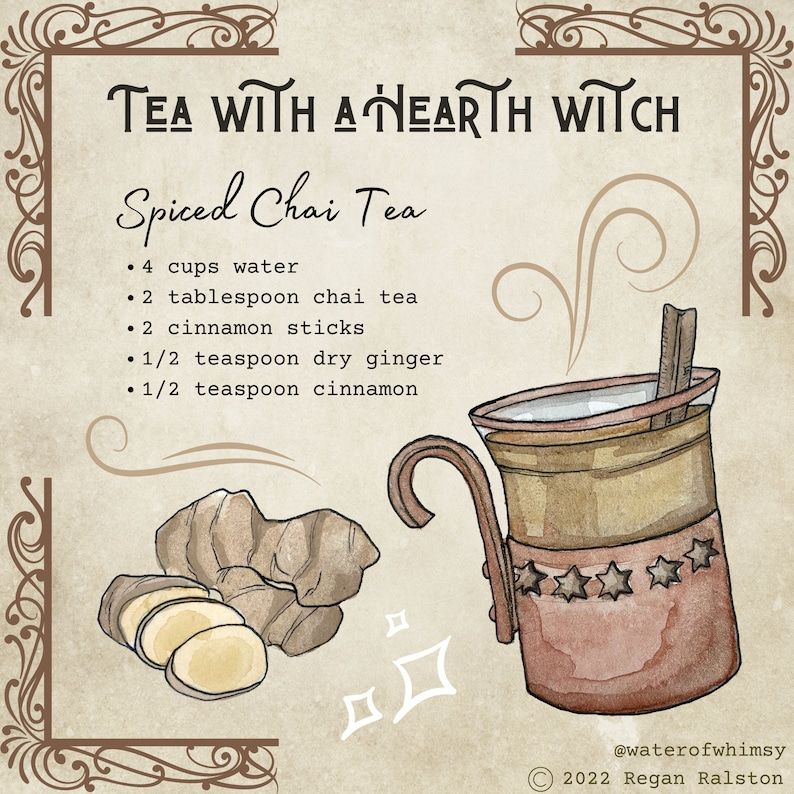 Tea with a Hearth witch
Spiced Chai Tea
• 4 cups water
• 2 tablespoon chai tea
• 2 cinnamon sticks
• 1/2 teaspoon dry ginger
• 1/2 teaspoon cinnamon
@waterofwhimsy
© 2022 Regan Ralston